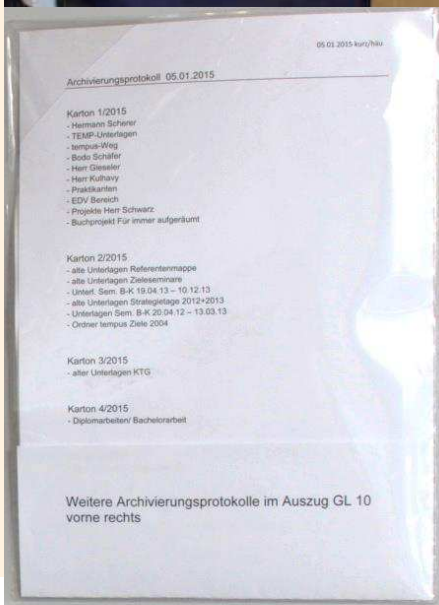 05.01.2015-kurz/hau
Archivierungsprotokoll 05.01.2015
Karton 1/2015
- Hermann Scherer
- TEMP-Unterlagen
- tempus-Weg
- Bodo Schäfer
- Herr Gieseler
- Herr Kulhavy
- Praktikanten
- EDV Bereich
- Projekte Herr Schwarz
- Buchprojekt Für immer aufgeräumt
Karton 2/2015
- alte Unterlagen Referentenmappe
- alte Unterlagen Zieleseminare
- Unterl. Sem. B-K 19.04.13 – 10.12.13
- alte Unterlagen Strategietage 2012+2013
- Unterlagen Sem. B-K 20.04.12 – 13.03.13
- Ordner tempus Ziele 2004
Karton 3/2015
- alter Unterlagen KTG
Karton 4/2015
- Diplomarbeiten/ Bachelorarbeit
Weitere Archivierungsprotokolle im Auszug GL 10
vorne rechts